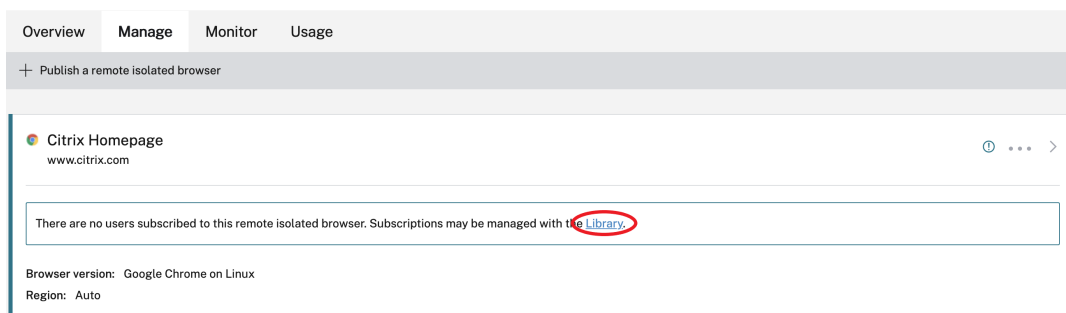 Overview Manage Monitor Usage
+ Publish a remote isolated browser
Citrix Homepage
www.citrix.com
There are no users subscribed to this remote isolated browser. Subscriptions may be managed with the Library.
Browser version: Google Chrome on Linux
Region: Auto